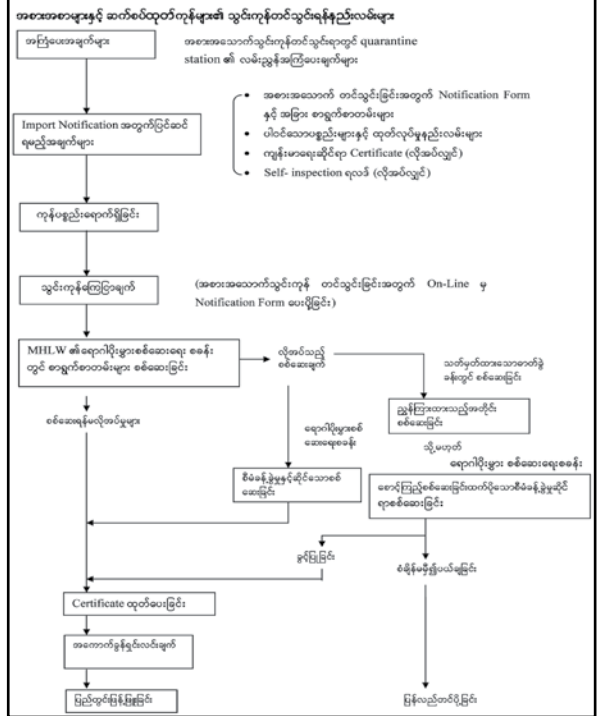 အစားအစာများနှင့် ဆက်စပ်ထုတ်ကုန်များ၏ သွင်းကုန်တင်သွင်းရန်နည်းလမ်းများ
အကြံပေးအချက်များ
အစားအသောက်သွင်းကုန်တင်သွင်းရာတွင် quarantine
station ၏ လမ်းညွှန်အကြံပေးချက်များ
Import Notification အတွက်ပြင်ဆင်
ရမည့်အချက်များ
• အစားအသောက် တင်သွင်းခြင်းအတွက် Notification Form
နှင့် အခြား စာရွက်စာတမ်းများ
• ပါဝင်သောပစ္စည်းများနှင့် ထုတ်လုပ်မှုနည်းလမ်းများ
• ကျန်းမာရေးဆိုင်ရာ Certificate (လိုအပ်လျှင်)
• Self- inspection ရလဒ် (လိုအပ်လျှင်)
ကုန်ပစ္စည်းရောက်ရှိခြင်း
သွင်းကုန်ကြေငြာချက်
(အစားအသောက်သွင်းကုန် တင်သွင်းခြင်းအတွက် On-Line မှ
Notification Form ပေးပို့ခြင်း)
MHLW ၏ရောဂါပိုးမွှားစစ်ဆေးရေး စခန်း
တွင် စာရွက်စာတမ်းများ စစ်ဆေးခြင်း
လိုအပ်သည့်
စစ်ဆေးချက်
သတ်မှတ်ထားသောဓာတ်ခွဲ
ခန်းတွင် စစ်ဆေးခြင်း
စစ်ဆေးရန်မလိုအပ်မှုများ
ညွှန်ကြားထားသည့်အတိုင်း
စစ်ဆေးခြင်း
ရောဂါပိုးမွှားစစ်
ဆေးရေးစခန်း
သို့မဟုတ်
ရောဂါပိုးမွှား စစ်ဆေးရေးစခန်း
စီမံခန့်ခွဲမှုနှင့်ဆိုင်သောစစ်
ဆေးခြင်း
စောင့်ကြည့်စစ်ဆေးခြင်းထက်ပိုသောစီမံခန့်ခွဲမှုဆိုင်
ရာစစ်ဆေးခြင်း
ခွင့်ပြုခြင်း
စံချိန်မမီ၍ပယ်ချခြင်း
Certificate ထုတ်ပေးခြင်း
အကောက်ခွန်ရှင်းလင်းချက်
ပြည်တွင်းဖြန့်ဖြူးခြင်း
ပြန်လည်တင်ပို့ခြင်း